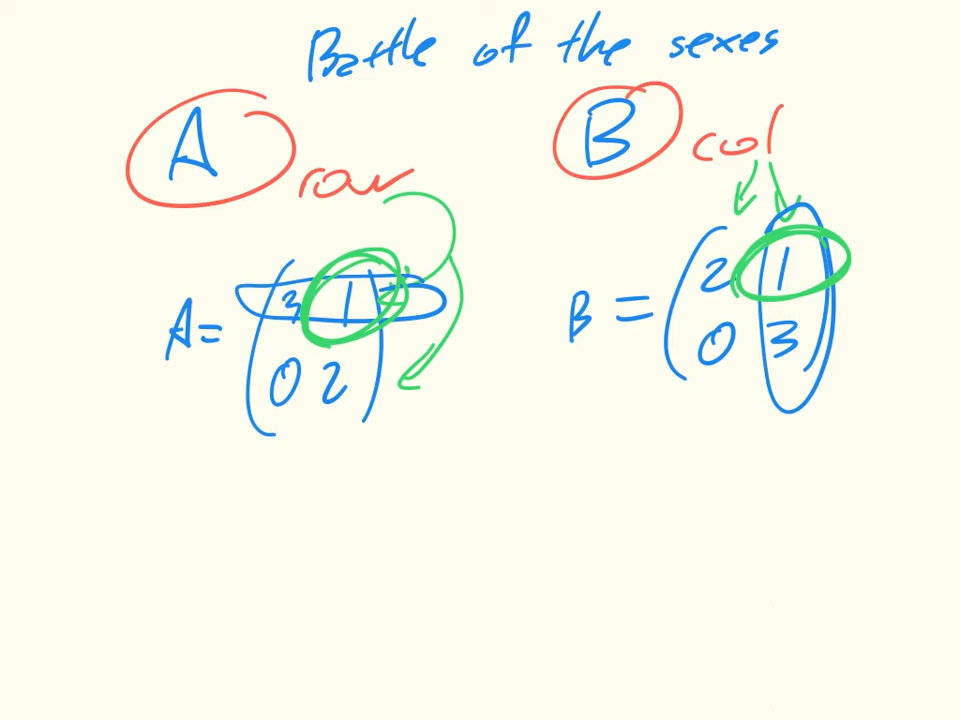 Battle of the sexes
A row B col
A = ( 3 1
0 2 )
B = ( 2 1
0 3 )